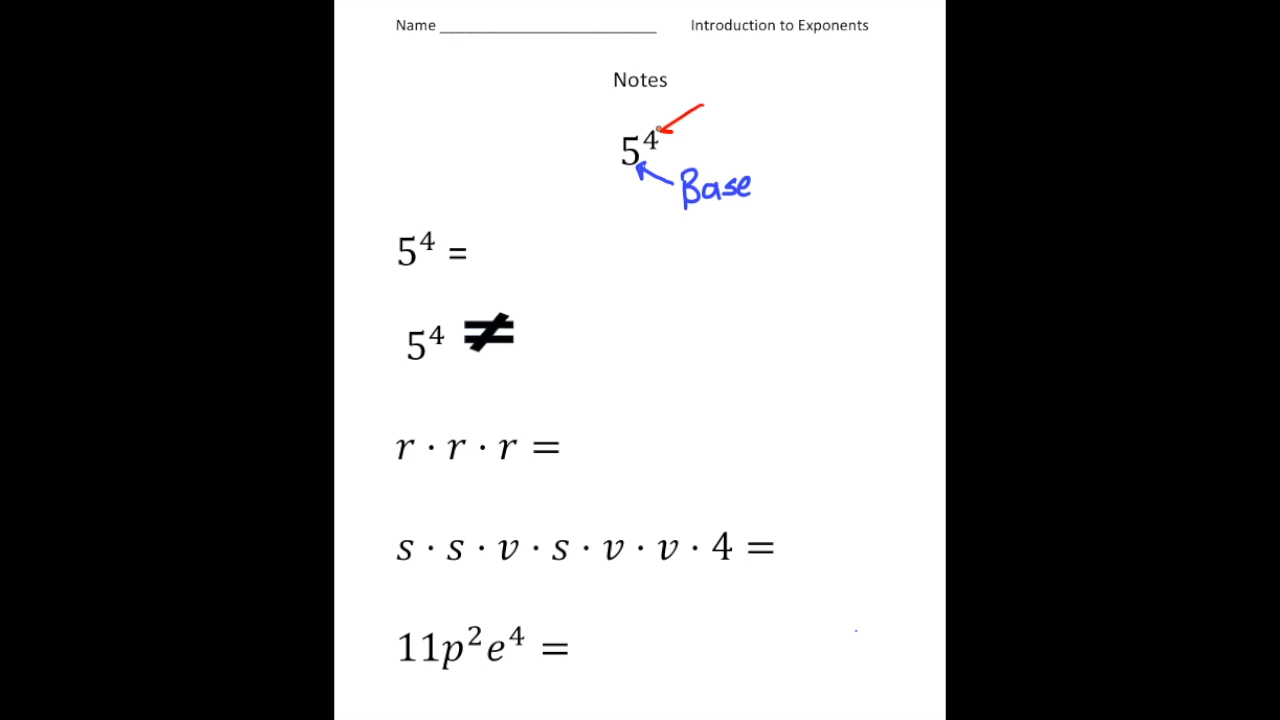 Name ________________________ Introduction to Exponents
Notes
5⁴
Base
5⁴ =
5⁴ ≠
r · r · r =
s · s · v · s · v · v · 4 =
11p²e⁴ =